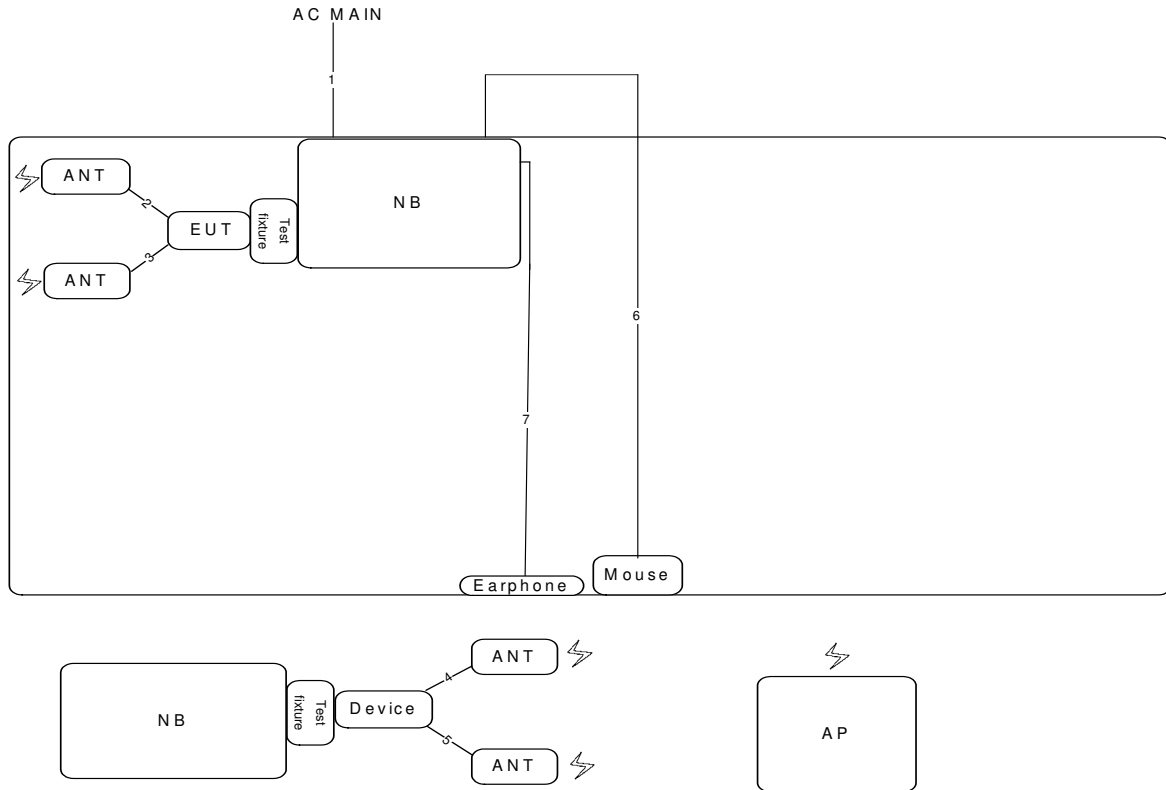 AC MAIN
1
ANT
2
EUT
Test
fixture
NB
3
ANT
6
7
Earphone
Mouse
ANT
4
NB
Test
fixture
Device
5
ANT
AP